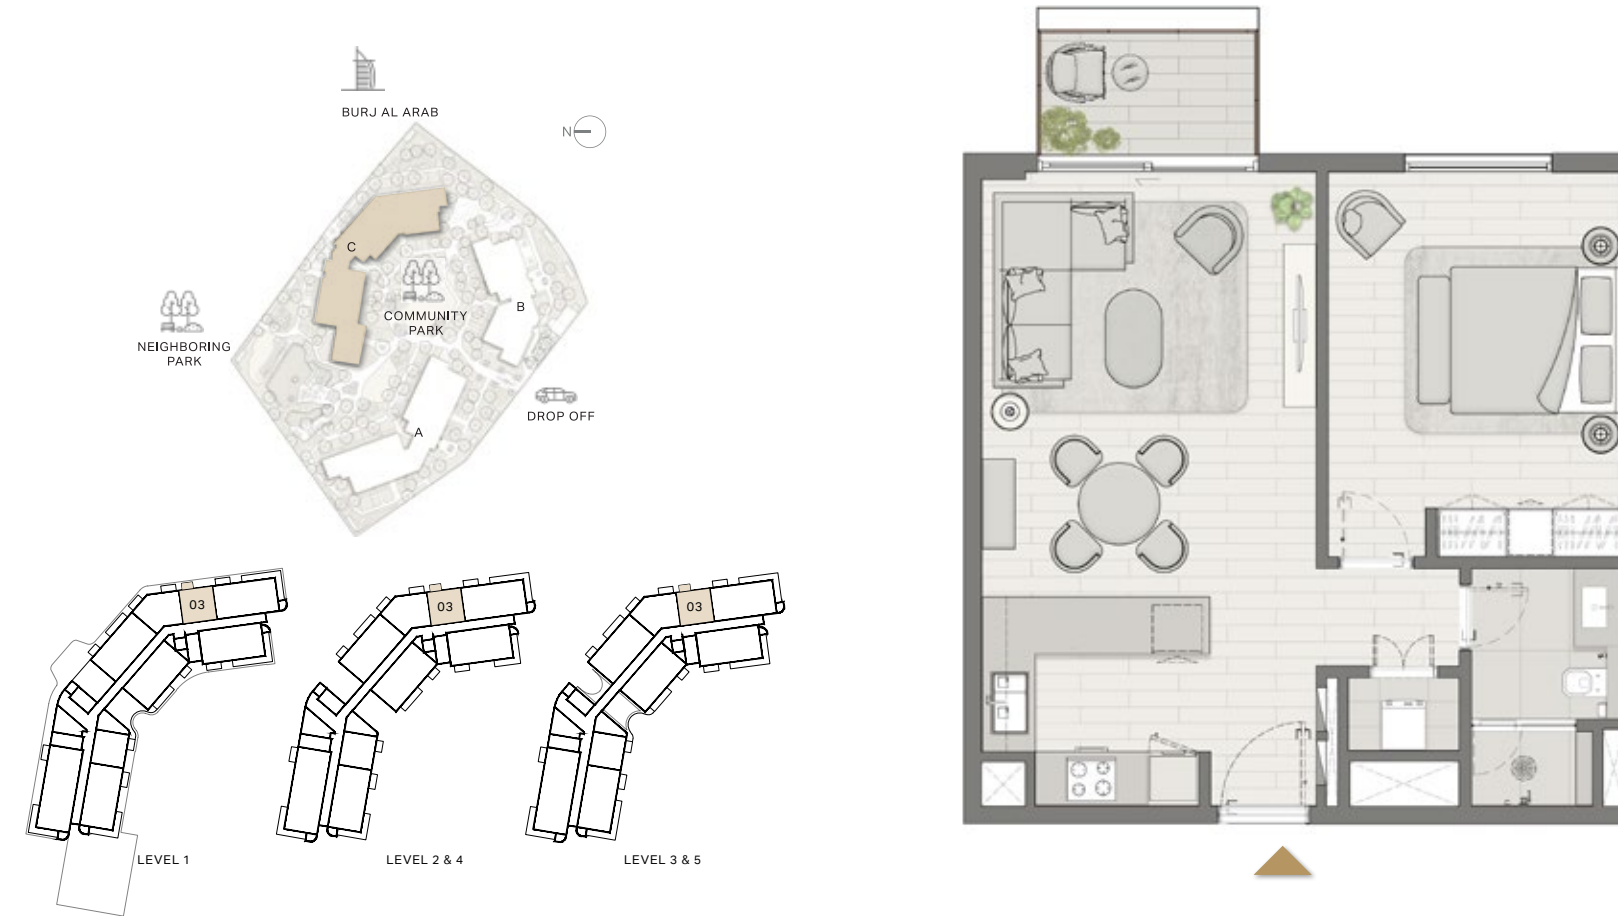 BURJ AL ARAB
N
C
B
COMMUNITY
PARK
NEIGHBORING
PARK
DROP OFF
A
03
03
03
LEVEL 1
LEVEL 2 & 4
LEVEL 3 & 5